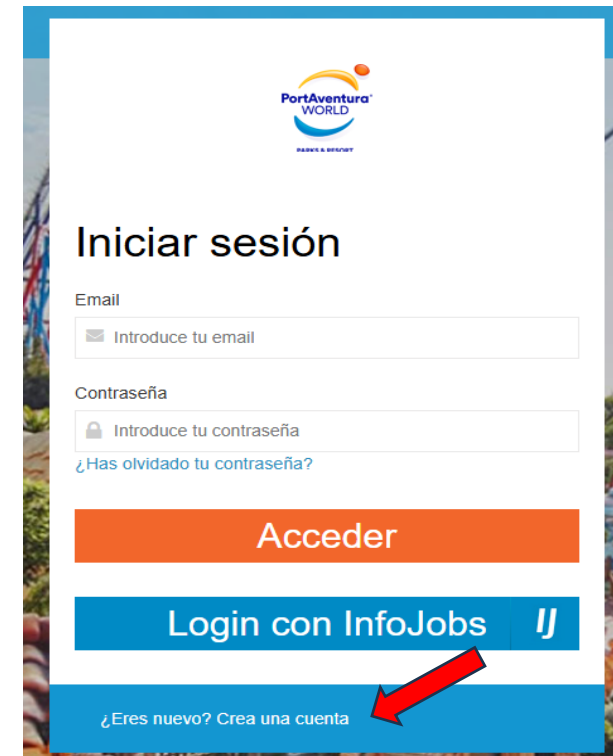 PortAventura
WORLD
PARKS & RESORT
Iniciar sesión
Email
Introduce tu email
Contraseña
Introduce tu contraseña
¿Has olvidado tu contraseña?
Acceder
Login con InfoJobs IJ
¿Eres nuevo? Crea una cuenta